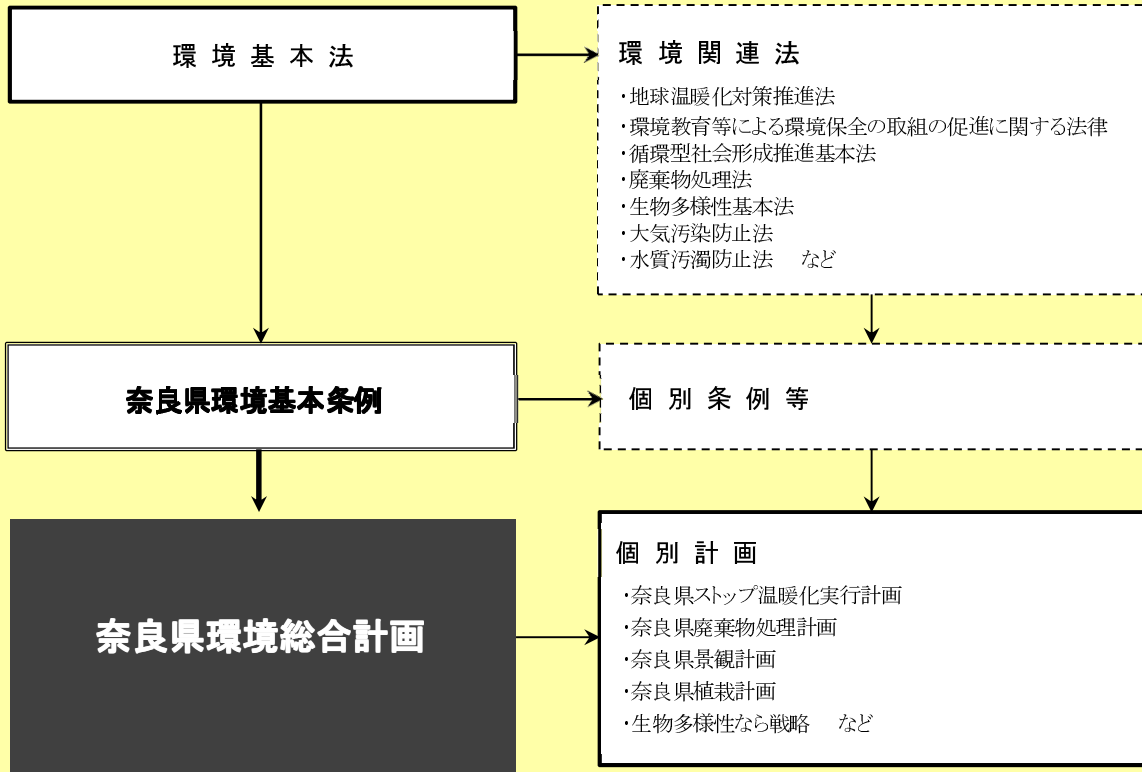 環境基本法
環境関連法
・地球温暖化対策推進法
・環境教育等による環境保全の取組の促進に関する法律
・循環型社会形成推進基本法
・廃棄物処理法
・生物多様性基本法
・大気汚染防止法
・水質汚濁防止法　など
奈良県環境基本条例
個別条例等
奈良県環境総合計画
個別計画
・奈良県ストップ温暖化実行計画
・奈良県廃棄物処理計画
・奈良県景観計画
・奈良県植栽計画
・生物多様性なら戦略　など